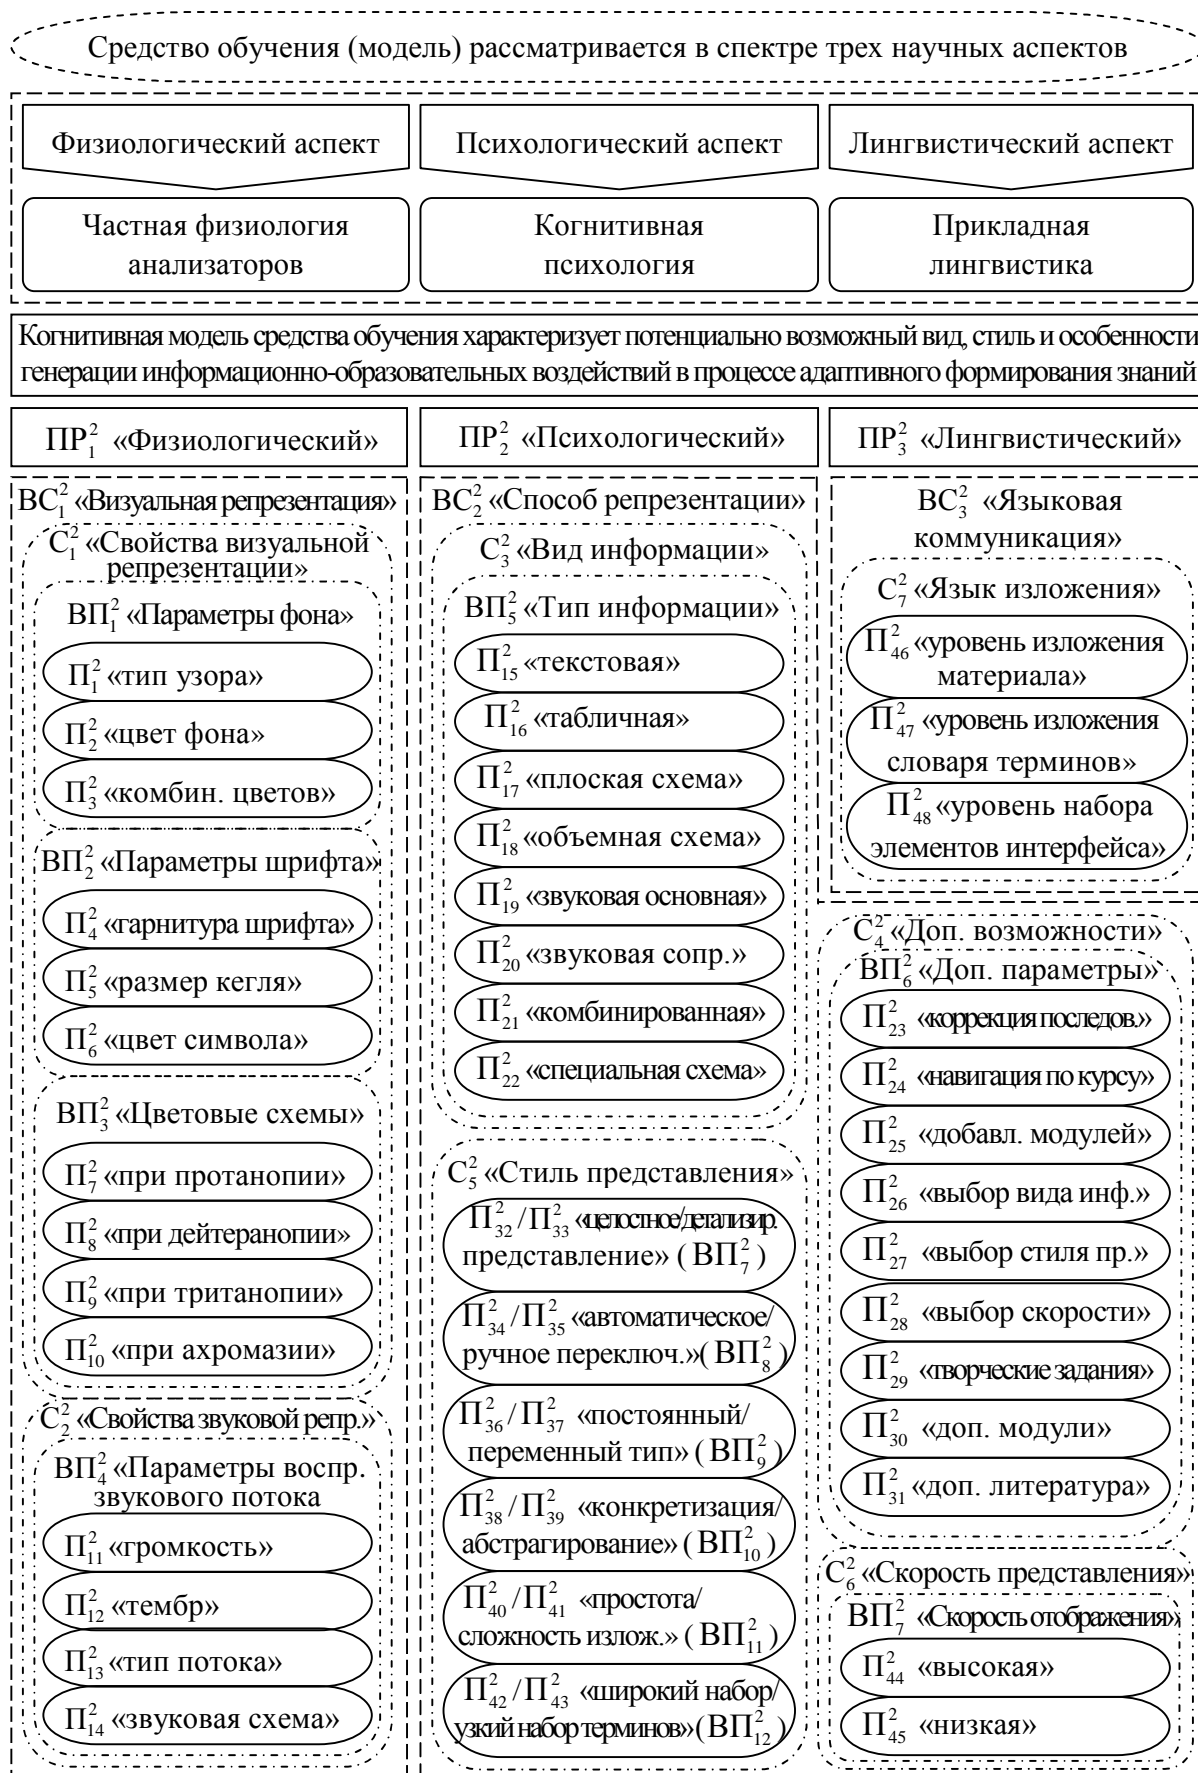 Средство обучения (модель) рассматривается в спектре трех научных аспектов
Физиологический аспект
Частная физиология
анализаторов
Психологический аспект
Когнитивная
психология
Лингвистический аспект
Прикладная
лингвистика
Когнитивная модель средства обучения характеризует потенциально возможный вид, стиль и особенности
генерации информационно-образовательных воздействий в процессе адаптивного формирования знаний
ПР₁² «Физиологический»
ВС₁² «Визуальная репрезентация»
С₁² «Свойства визуальной
репрезентации»
ВП₁² «Параметры фона»
П₁² «тип узора»
П₂² «цвет фона»
П₃² «комбин. цветов»
ВП₂² «Параметры шрифта»
П₄² «гарнитура шрифта»
П₅² «размер кегля»
П₆² «цвет символа»
ВП₃² «Цветовые схемы»
П₇² «при протанопии»
П₈² «при дейтеранопии»
П₉² «при тританопии»
П₁₀² «при ахромазии»
С₂² «Свойства звуковой репр.»
ВП₄² «Параметры воспр.
звукового потока
П₁₁² «громкость»
П₁₂² «тембр»
П₁₃² «тип потока»
П₁₄² «звуковая схема»
ПР₂² «Психологический»
ВС₂² «Способ репрезентации»
С₃² «Вид информации»
ВП₅² «Тип информации»
П₁₅² «текстовая»
П₁₆² «табличная»
П₁₇² «плоская схема»
П₁₈² «объемная схема»
П₁₉² «звуковая основная»
П₂₀² «звуковая сопр.»
П₂₁² «комбинированная»
П₂₂² «специальная схема»
С₅² «Стиль представления»
П₃₂² / П₃₃² «целостное/детализир.
представление» ( ВП₇² )
П₃₄² / П₃₅² «автоматическое/
ручное переключ.» ( ВП₈² )
П₃₆² / П₃₇² «постоянный/
переменный тип» ( ВП₉² )
П₃₈² / П₃₉² «конкретизация/
абстрагирование» ( ВП₁₀² )
П₄₀² / П₄₁² «простота/
сложность излож.» ( ВП₁₁² )
П₄₂² / П₄₃² «широкий набор/
узкий набор терминов» ( ВП₁₂² )
ПР₃² «Лингвистический»
ВС₃² «Языковая
коммуникация»
С₇² «Язык изложения»
П₄₆² «уровень изложения
материала»
П₄₇² «уровень изложения
словаря терминов»
П₄₈² «уровень набора
элементов интерфейса»
С₄² «Доп. возможности»
ВП₆² «Доп. параметры»
П₂₃² «коррекция последов.»
П₂₄² «навигация по курсу»
П₂₅² «добавл. модулей»
П₂₆² «выбор вида инф.»
П₂₇² «выбор стиля пр.»
П₂₈² «выбор скорости»
П₂₉² «творческие задания»
П₃₀² «доп. модули»
П₃₁² «доп. литература»
С₆² «Скорость представления»
ВП₇² «Скорость отображения»
П₄₄² «высокая»
П₄₅² «низкая»